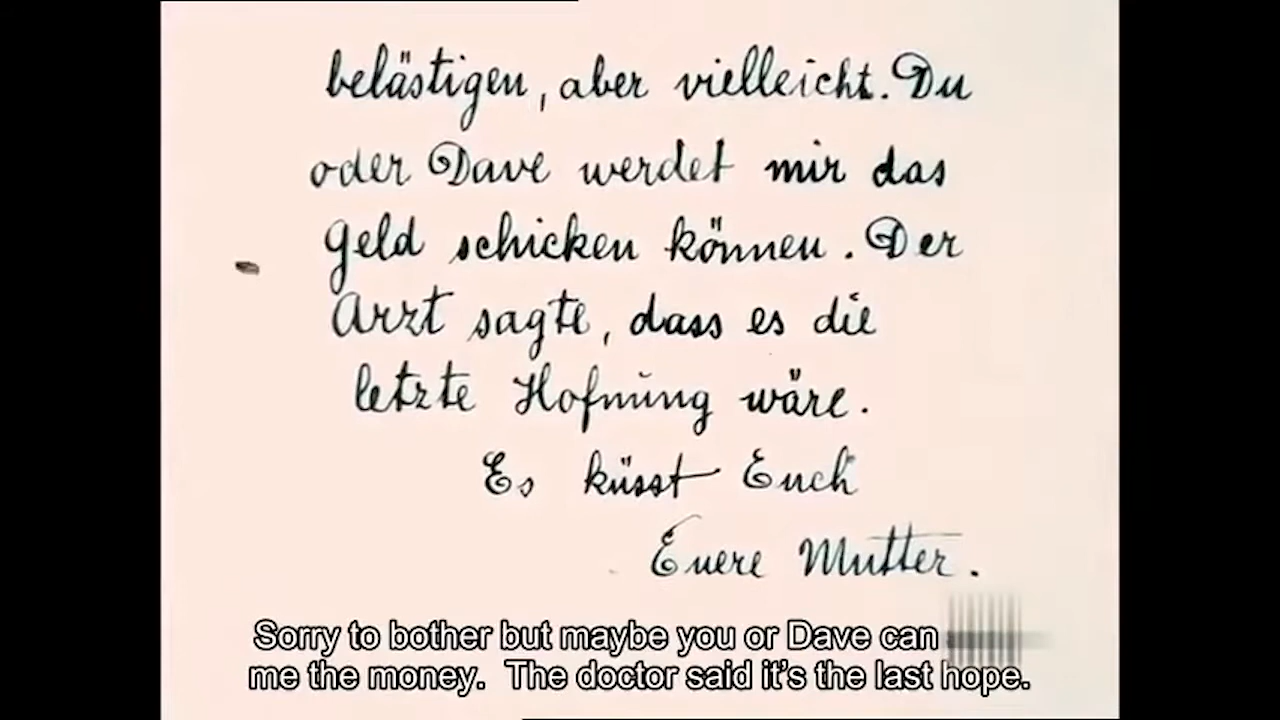 belästigen, aber vielleicht. Du
oder Dave werdet mir das
Geld schicken können. Der
Arzt sagte, dass es die
letzte Hofnung wäre.
Es küsst Euch
Euere Mutter.
Sorry to bother but maybe you or Dave can
me the money. The doctor said it's the last hope.